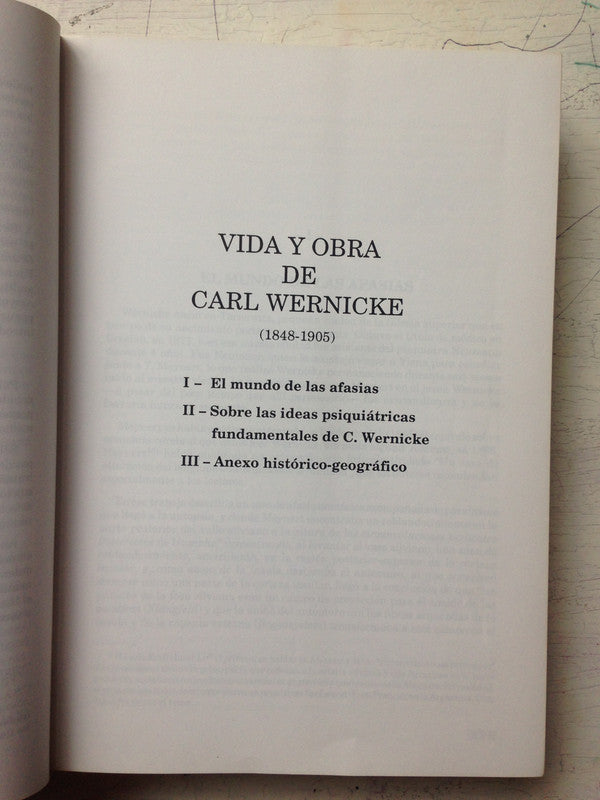 VIDA Y OBRA
DE
CARL WERNICKE
(1848-1905)
I – El mundo de las afasias
II – Sobre las ideas psiquiátricas
fundamentales de C. Wernicke
III – Anexo histórico-geográfico